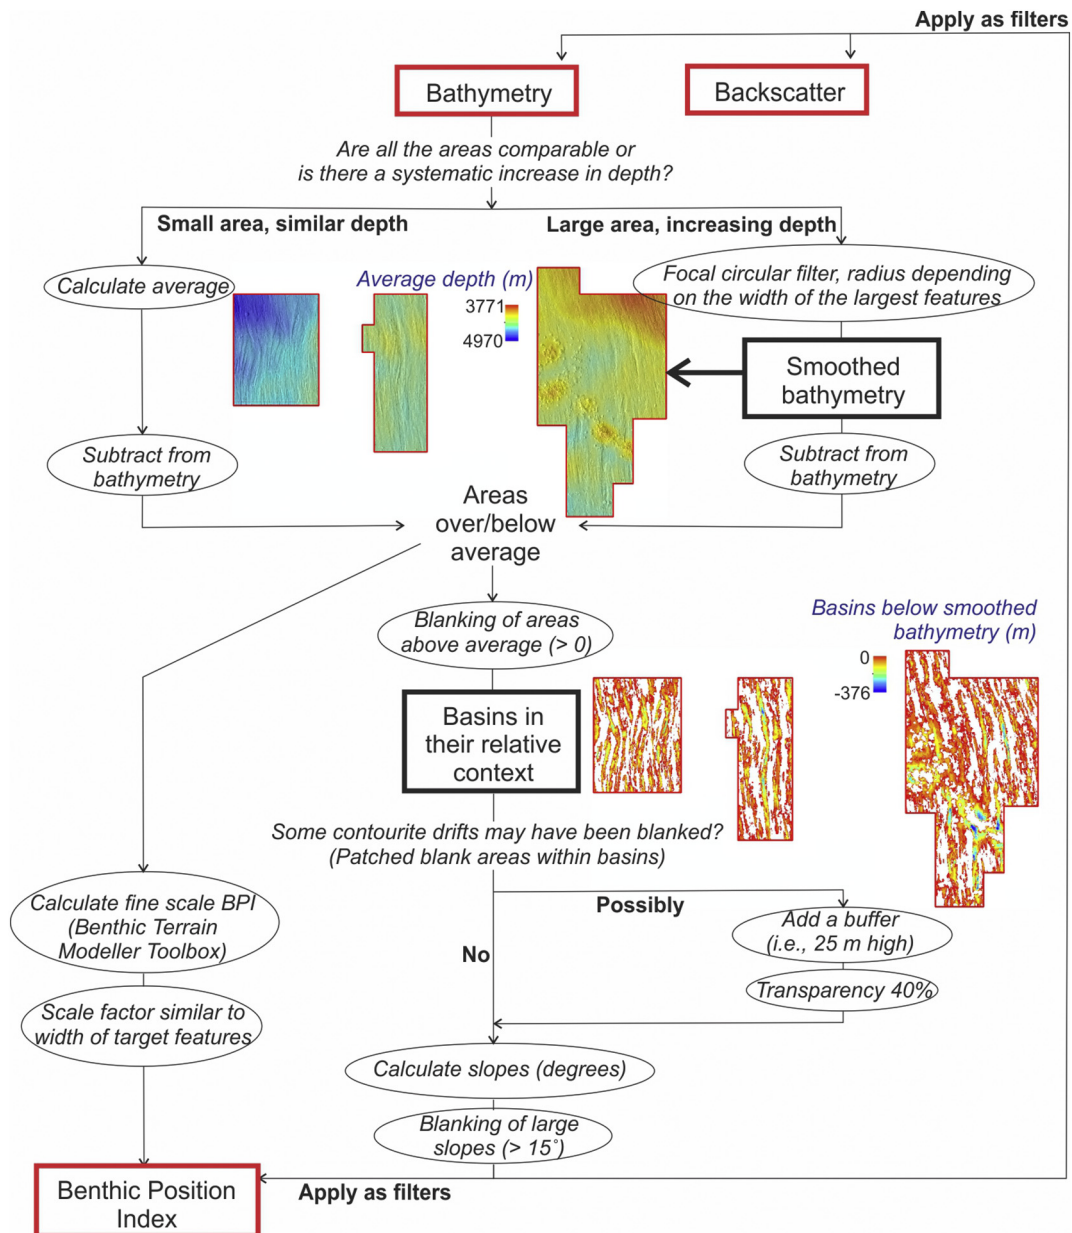 Apply as filters
Bathymetry
Backscatter
Are all the areas comparable or
is there a systematic increase in depth?
Small area, similar depth
Large area, increasing depth
Calculate average
Average depth (m)
3771
4970
Focal circular filter, radius depending
on the width of the largest features
Smoothed
bathymetry
Subtract from
bathymetry
Subtract from
bathymetry
Areas
over/below
average
Blanking of areas
above average (> 0)
Basins below smoothed
bathymetry (m)
0
-376
Basins in
their relative
context
Some contourite drifts may have been blanked?
(Patched blank areas within basins)
Possibly
No
Add a buffer
(i.e., 25 m high)
Transparency 40%
Calculate fine scale BPI
(Benthic Terrain
Modeller Toolbox)
Scale factor similar to
width of target features
Calculate slopes (degrees)
Blanking of large
slopes (> 15°)
Apply as filters
Benthic Position
Index